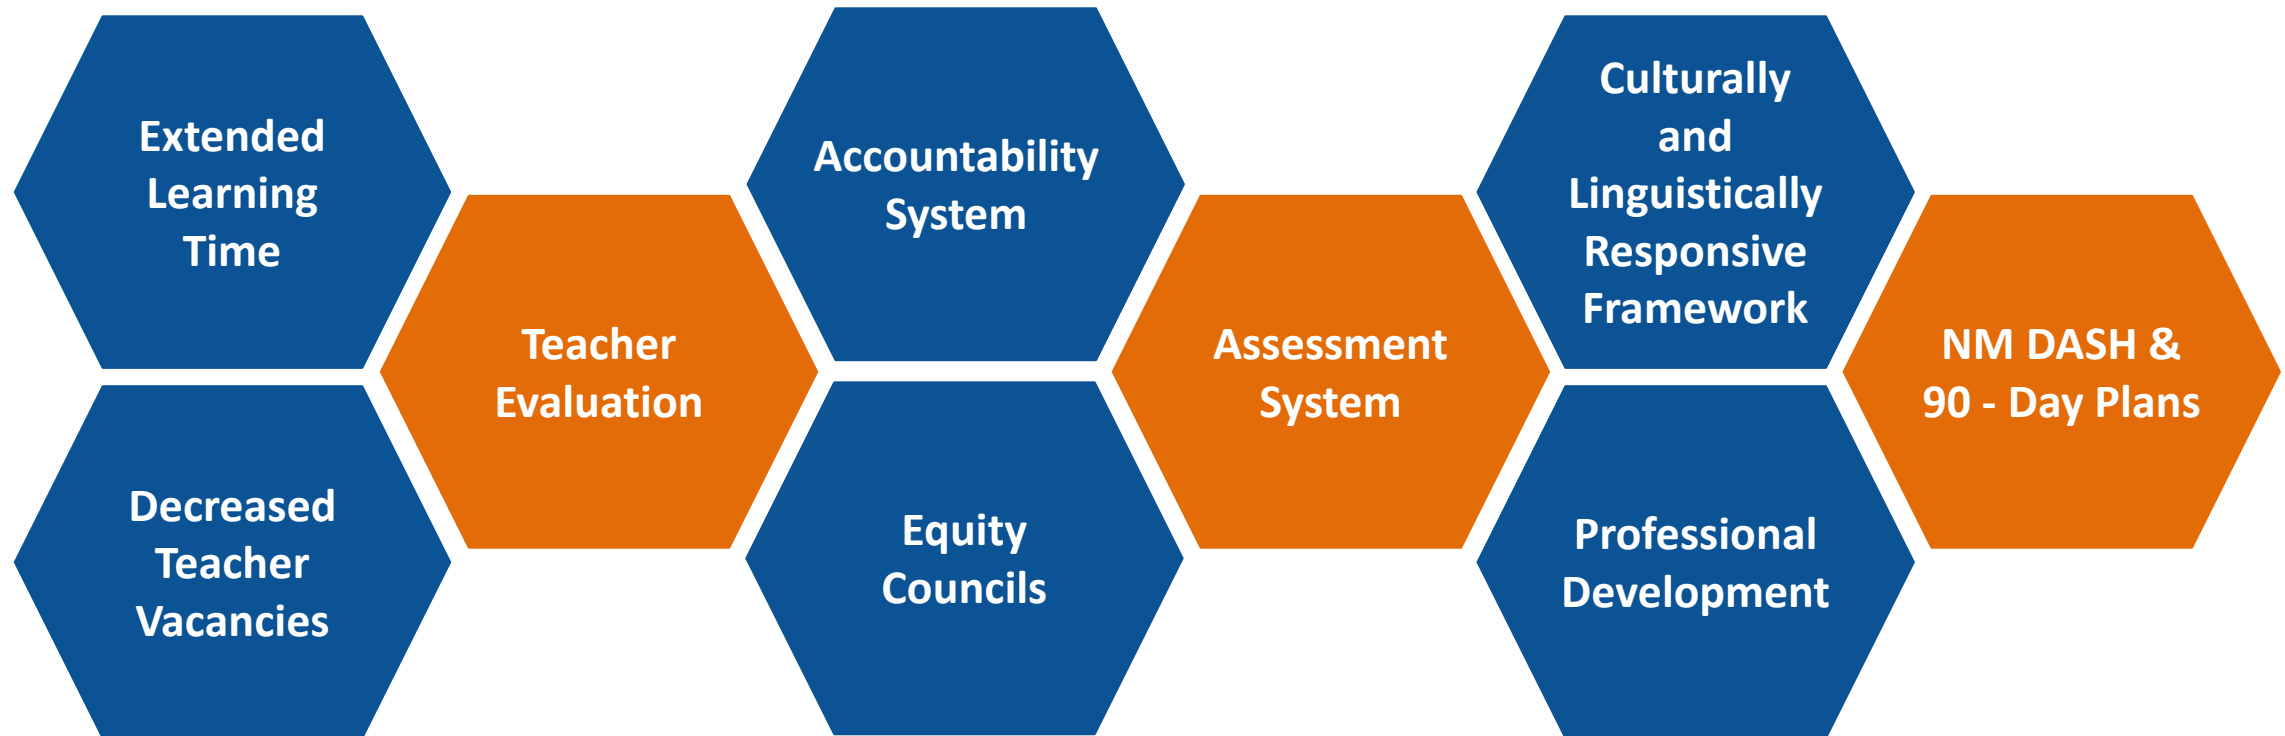 Extended
Learning
Time
Decreased
Teacher
Vacancies
Teacher
Evaluation
Accountability
System
Equity
Councils
Assessment
System
Culturally
and
Linguistically
Responsive
Framework
Professional
Development
NM DASH &
90 - Day Plans